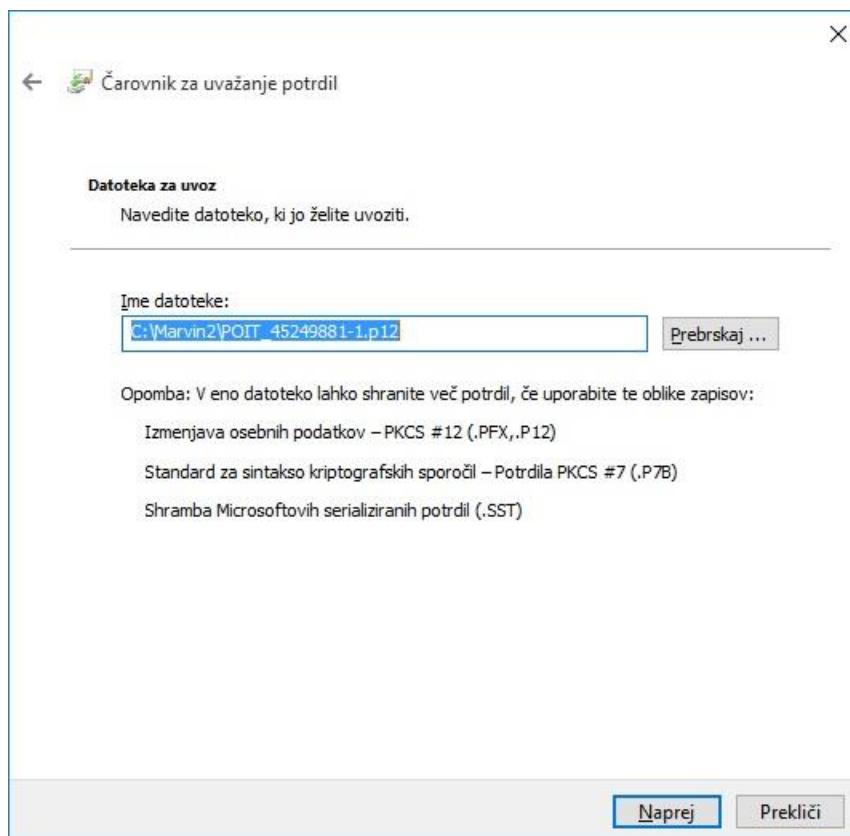 Čarovnik za uvažanje potrdil
Datoteka za uvoz
Navedite datoteko, ki jo želite uvoziti.
Ime datoteke:
C:\Marvin2\POIT_45249881-1.p12
Prebrskaj ...
Opomba: V eno datoteko lahko shranite več potrdil, če uporabite te oblike zapisov:
Izmenjava osebnih podatkov – PKCS #12 (.PFX,.P12)
Standard za sintakso kriptografskih sporočil – Potrdila PKCS #7 (.P7B)
Shramba Microsoftovih serializiranih potrdil (.SST)
Naprej
Prekliči